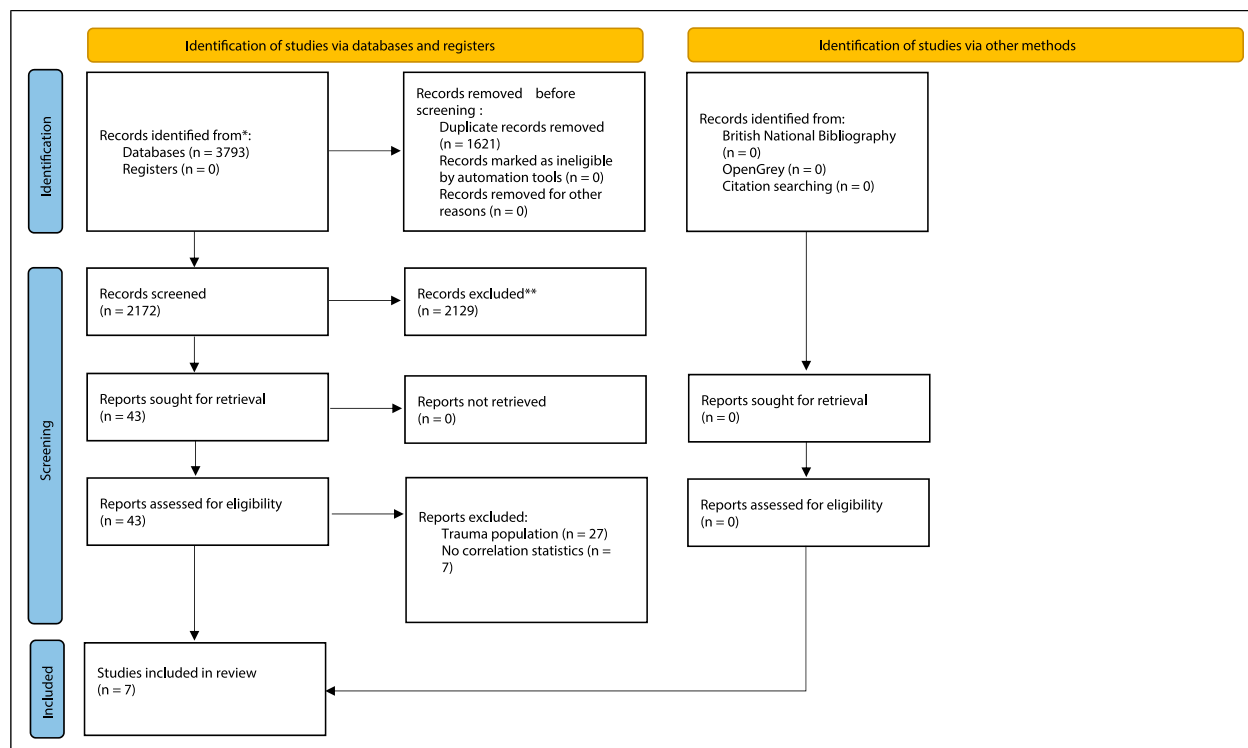 Identification of studies via databases and registers
Identification of studies via other methods
Identification
Records identified from*:
Databases (n = 3793)
Registers (n = 0)
Records removed before
screening :
Duplicate records removed
(n = 1621)
Records marked as ineligible
by automation tools (n = 0)
Records removed for other
reasons (n = 0)
Records identified from:
British National Bibliography
(n = 0)
OpenGrey (n = 0)
Citation searching (n = 0)
Screening
Records screened
(n = 2172)
Records excluded**
(n = 2129)
Reports sought for retrieval
(n = 43)
Reports not retrieved
(n = 0)
Reports sought for retrieval
(n = 0)
Reports assessed for eligibility
(n = 43)
Reports excluded:
Trauma population (n = 27)
No correlation statistics (n =
7)
Reports assessed for eligibility
(n = 0)
Included
Studies included in review
(n = 7)